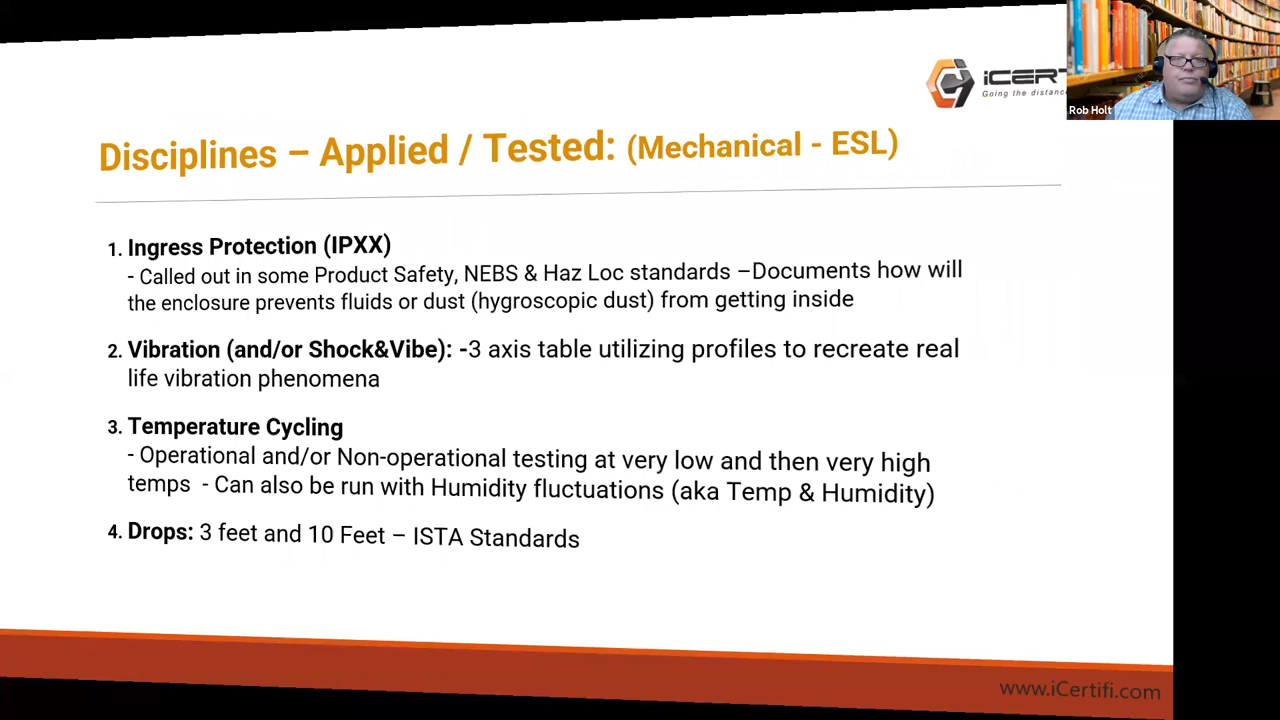 iCERT
Going the distanc
Rob Holt
Disciplines – Applied / Tested: (Mechanical - ESL)
1. Ingress Protection (IPXX)
- Called out in some Product Safety, NEBS & Haz Loc standards –Documents how will
the enclosure prevents fluids or dust (hygroscopic dust) from getting inside
2. Vibration (and/or Shock&Vibe): -3 axis table utilizing profiles to recreate real
life vibration phenomena
3. Temperature Cycling
- Operational and/or Non-operational testing at very low and then very high
temps - Can also be run with Humidity fluctuations (aka Temp & Humidity)
4. Drops: 3 feet and 10 Feet – ISTA Standards
www.iCertifi.com